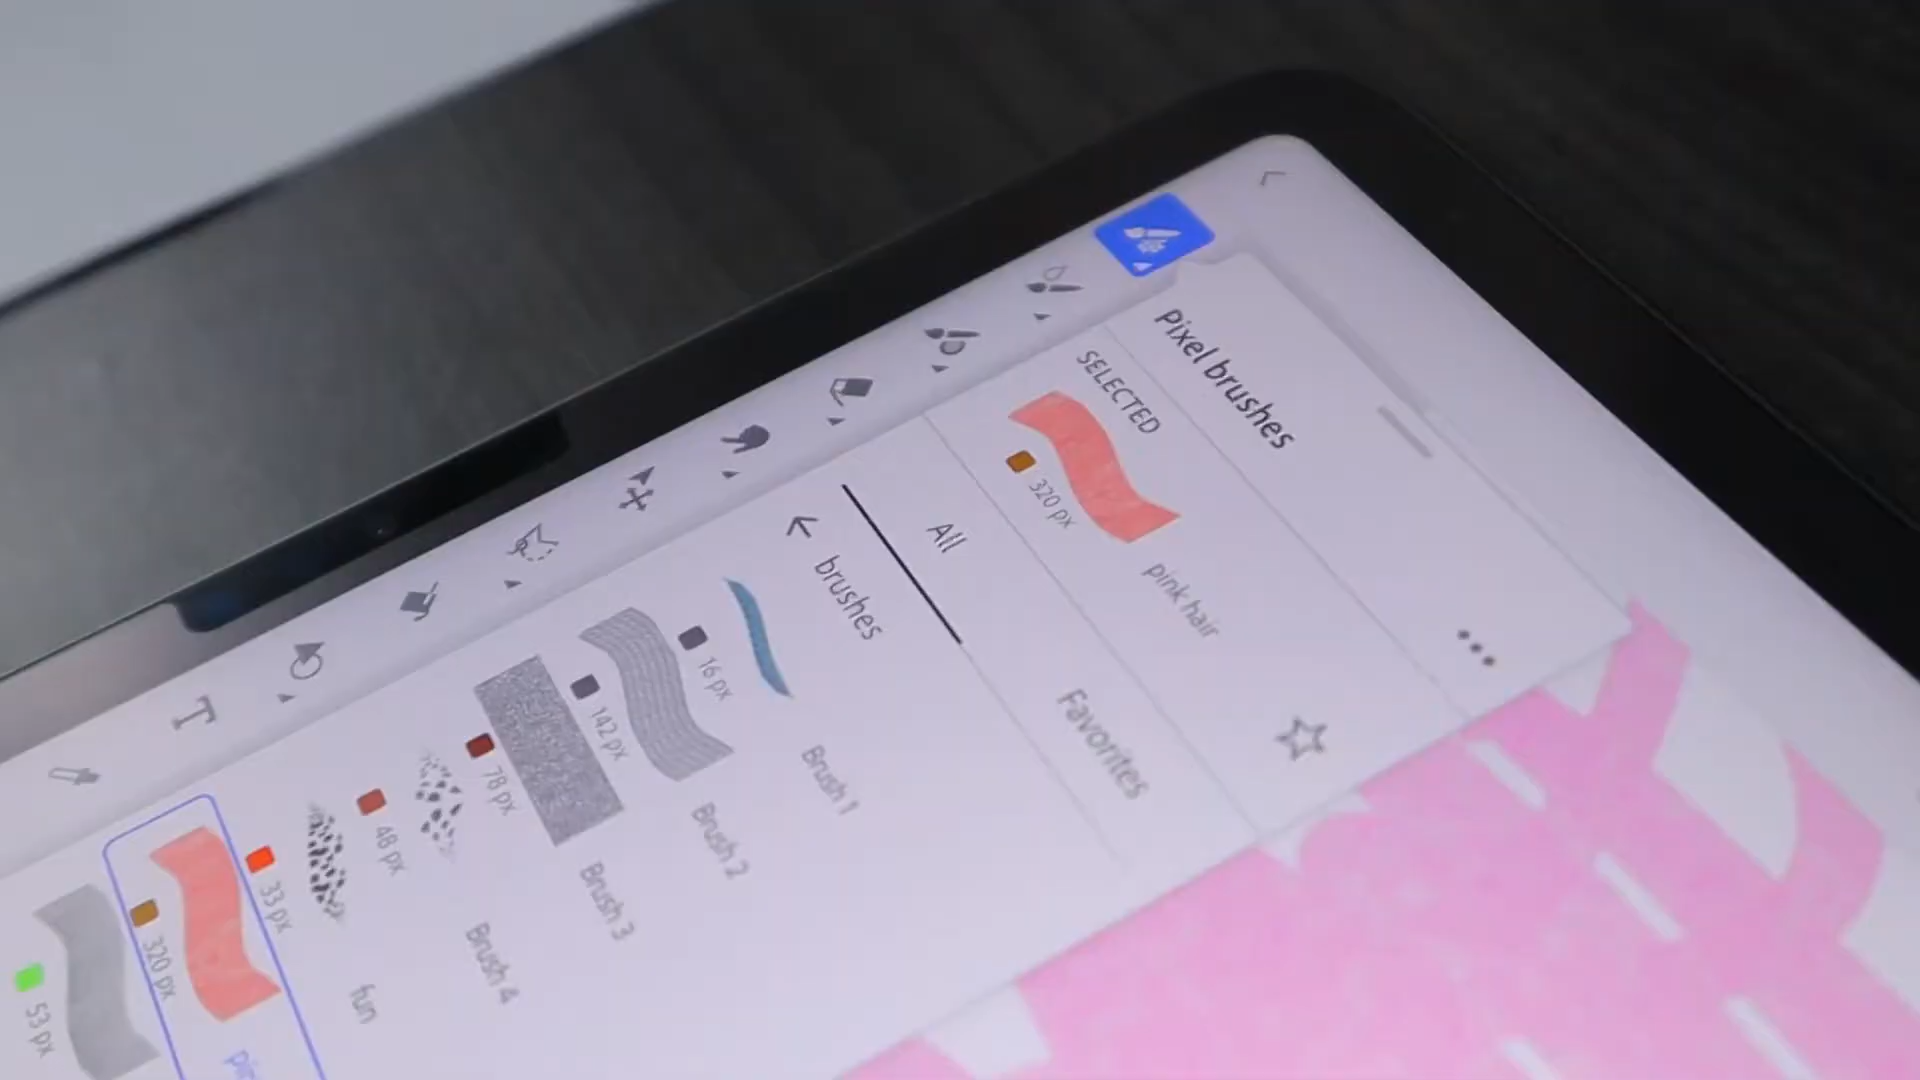 Pixel brushes
SELECTED
320 px
pink hair
All
Favorites
brushes
16 px
Brush 1
142 px
Brush 2
78 px
Brush 3
48 px
Brush 4
33 px
fun
320 px
53 px
T